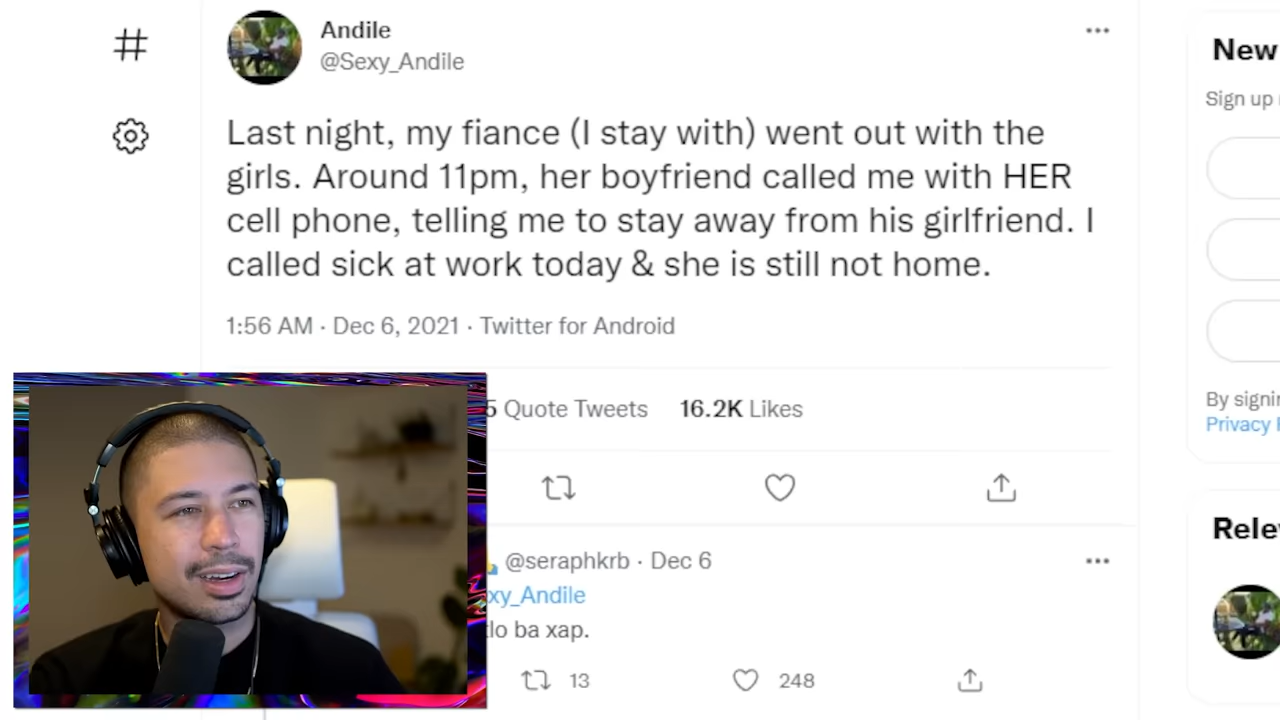 Andile
@Sexy_Andile
Last night, my fiance (I stay with) went out with the
girls. Around 11pm, her boyfriend called me with HER
cell phone, telling me to stay away from his girlfriend. I
called sick at work today & she is still not home.
1:56 AM · Dec 6, 2021 · Twitter for Android
5 Quote Tweets 16.2K Likes
@seraphkrb · Dec 6
xy_Andile
tlo ba xap.
13 248
New
Sign up
By signin
Privacy P
Rele